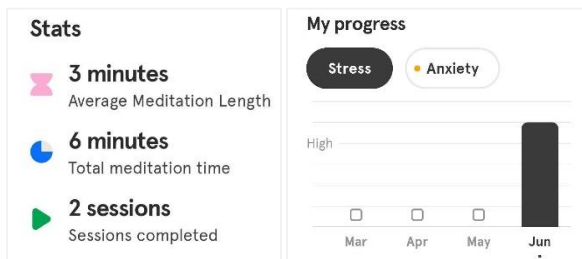 Stats
3 minutes
Average Meditation Length
6 minutes
Total meditation time
2 sessions
Sessions completed
My progress
Stress Anxiety
High
Mar Apr May Jun